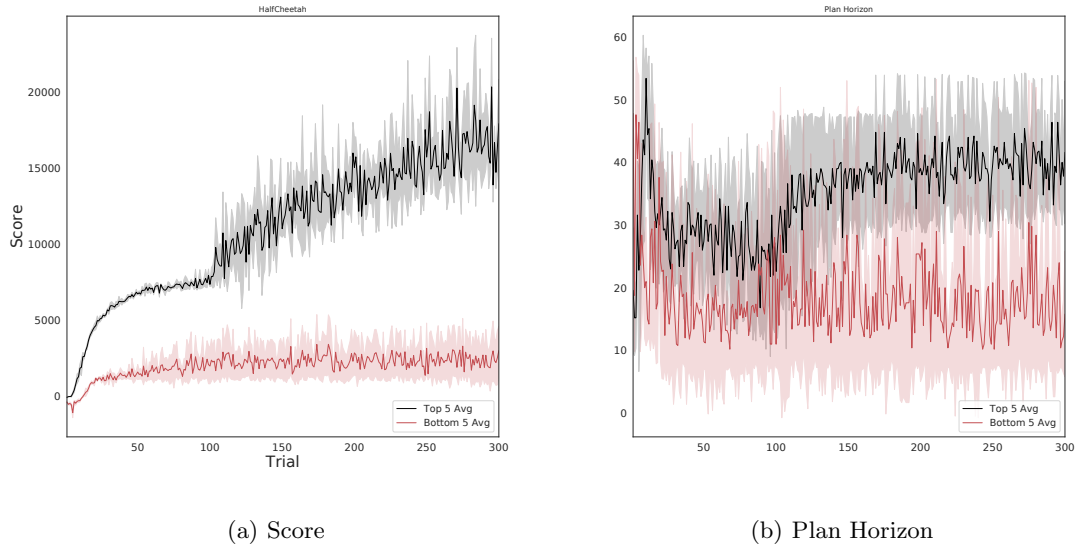 HalfCheetah
20000
15000
10000
5000
0
Score
50
100
150
200
250
300
Trial
Top 5 Avg
Bottom 5 Avg
(a) Score
Plan Horizon
60
50
40
30
20
10
0
50
100
150
200
250
300
Top 5 Avg
Bottom 5 Avg
(b) Plan Horizon